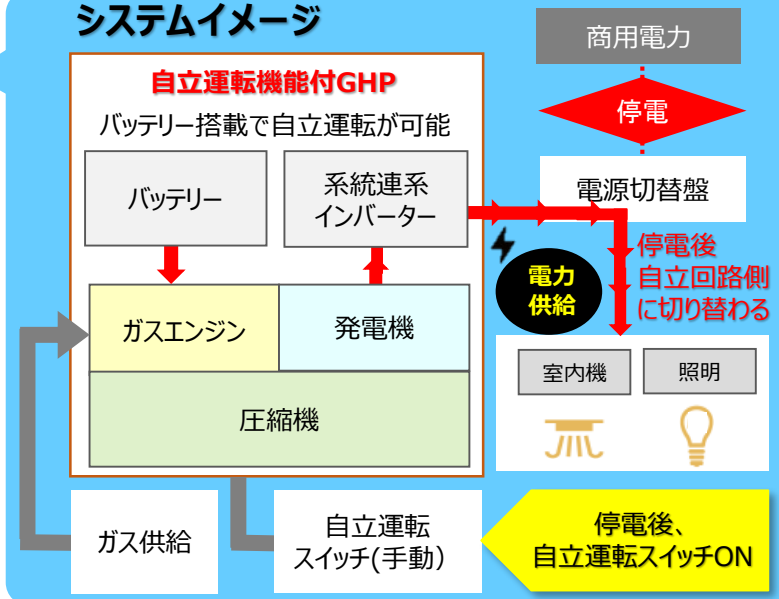 システムイメージ
商用電力
停電
電源切替盤
自立運転機能付GHP
バッテリー搭載で自立運転が可能
バッテリー
系統連系
インバーター
停電後
自立回路側
に切り替わる
電力
供給
ガスエンジン
発電機
圧縮機
室内機
照明
ガス供給
自立運転
スイッチ(手動）
停電後、
自立運転スイッチON